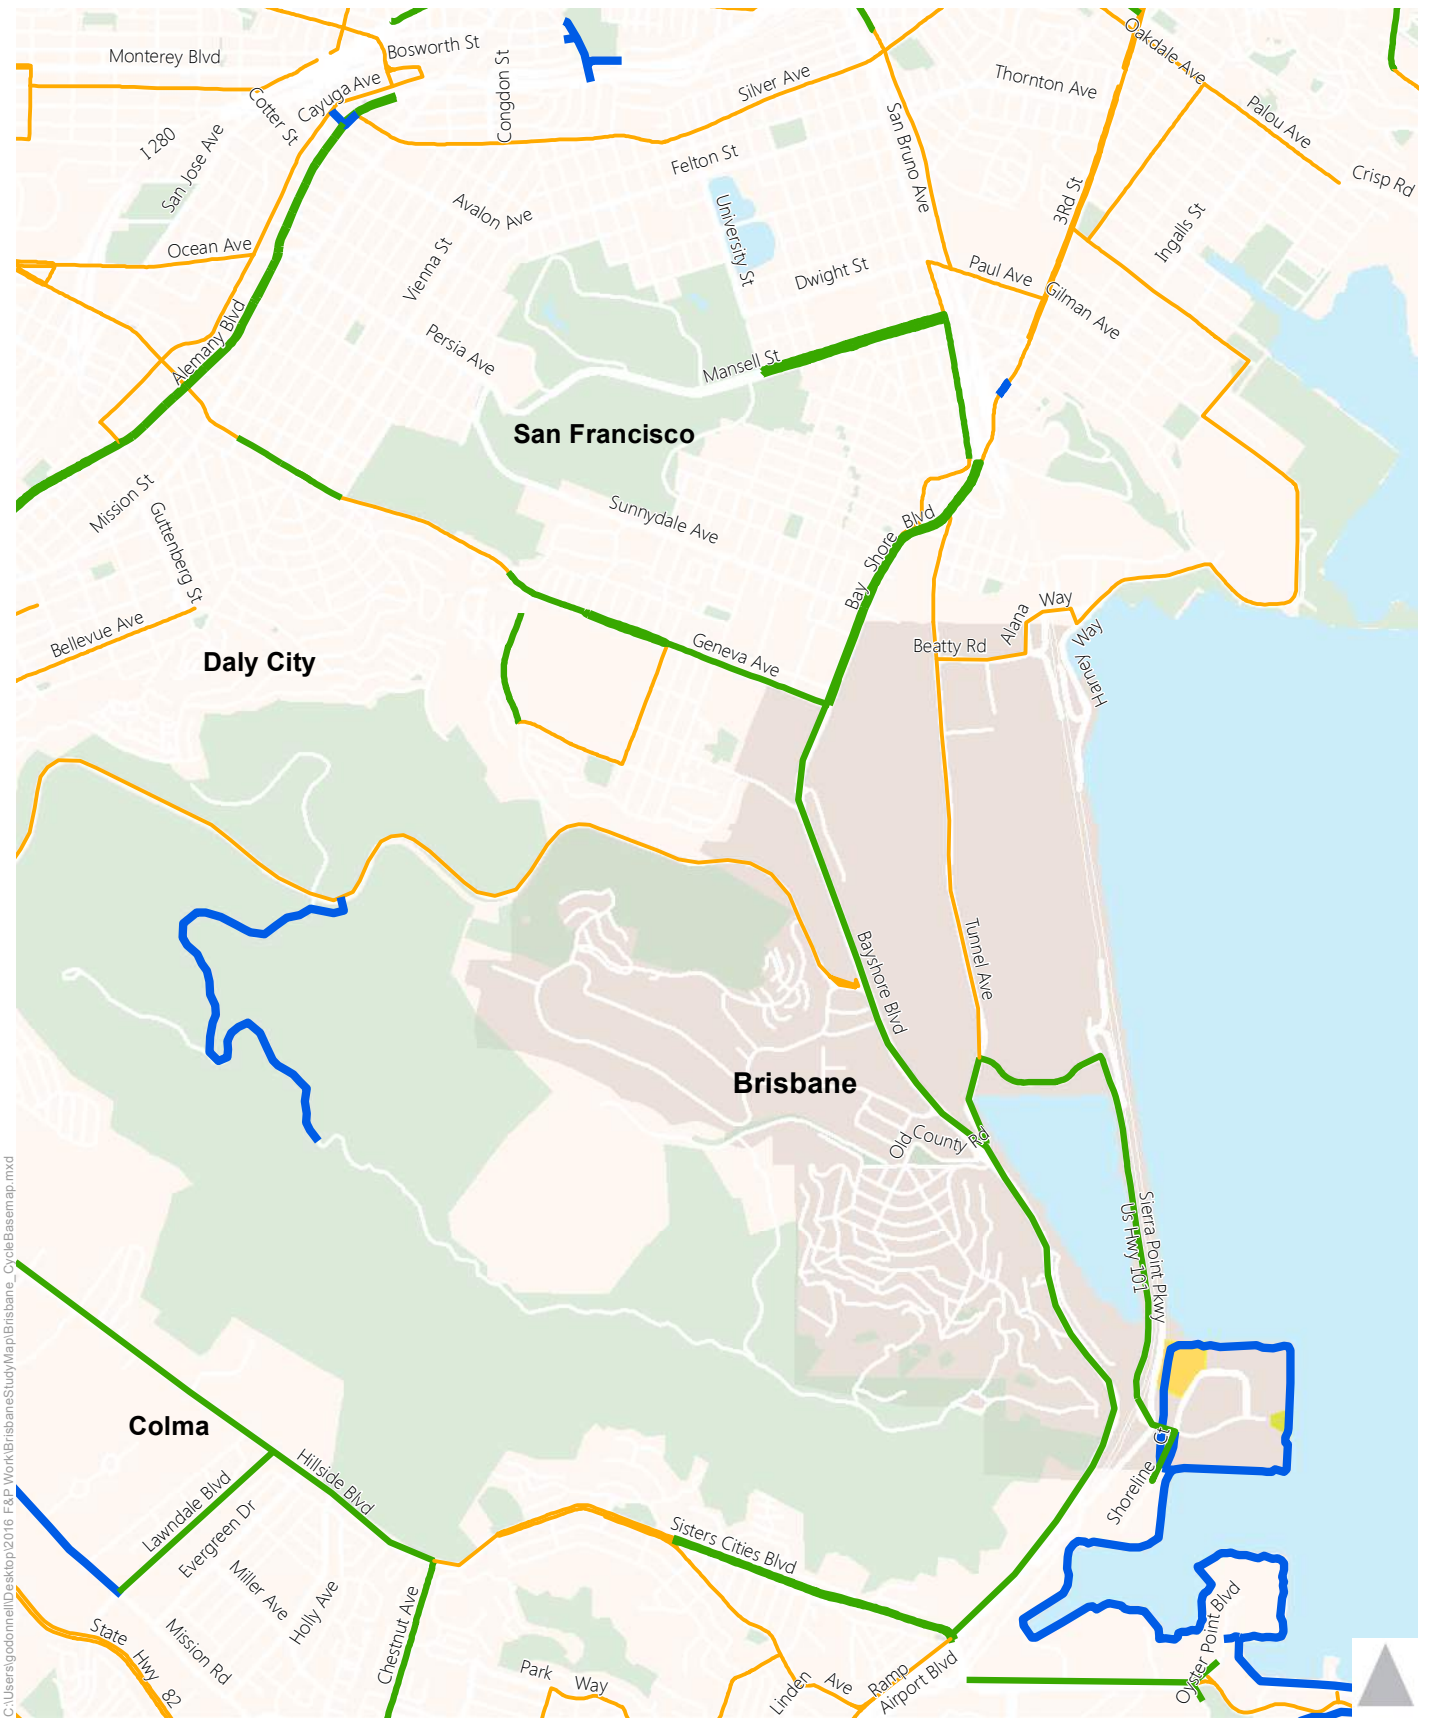 Monterey Blvd
Bosworth St
Congdon St
Cayuga Ave
Cotter St
I 280
San Jose Ave
Ocean Ave
Silver Ave
Felton St
Avalon Ave
Vienna St
University St
Dwight St
San Bruno Ave
Thornton Ave
Oakdale Ave
Palou Ave
Crisp Rd
3Rd St
Ingalls St
Paul Ave
Gilman Ave
Alemany Blvd
Persia Ave
Mansell St
San Francisco
Mission St
Guttenberg St
Sunnydale Ave
Bay Shore Blvd
Bellevue Ave
Daly City
Geneva Ave
Beatty Rd
Alana Way
Harney Way
Tunnel Ave
Bayshore Blvd
Brisbane
Old County Rd
Sierra Point Pkwy
Us Hwy 101
Colma
Hillside Blvd
Lawndale Blvd
Evergreen Dr
Miller Ave
Holly Ave
Mission Rd
State Hwy 82
Chestnut Ave
Sisters Cities Blvd
Shoreline Ct
Park Way
Linden Ave
Ramp
Airport Blvd
Oyster Point Blvd
C:\Users\godonnell\Desktop\2016 F&P Work\BrisbaneStudyMap\Brisbane_CycleBasemap.mxd